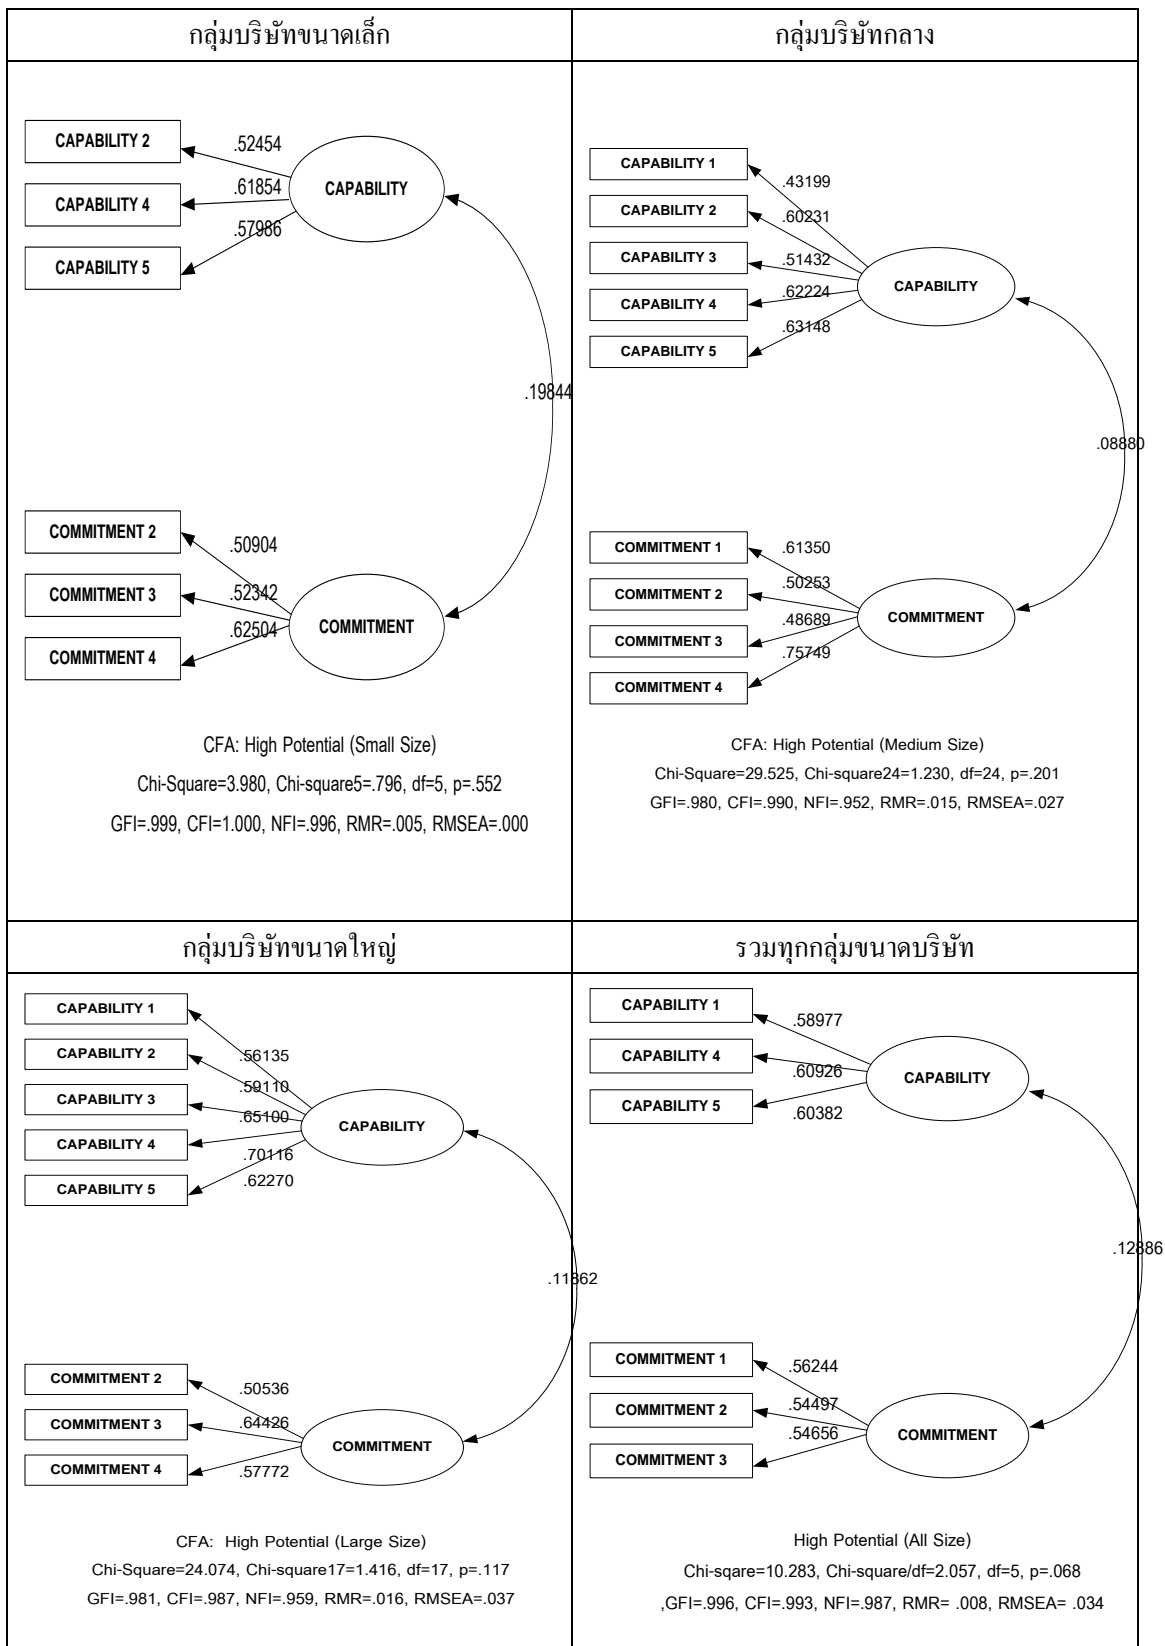 กลุ่มบริษัทขนาดเล็ก
CAPABILITY 2
.52454
CAPABILITY 4
.61854
CAPABILITY
CAPABILITY 5
.57986
.19844
COMMITMENT 2
.50904
COMMITMENT 3
.52342
COMMITMENT
COMMITMENT 4
.62504
CFA: High Potential (Small Size)
Chi-Square=3.980, Chi-square5=.796, df=5, p=.552
GFI=.999, CFI=1.000, NFI=.996, RMR=.005, RMSEA=.000
กลุ่มบริษัทกลาง
CAPABILITY 1
.43199
CAPABILITY 2
.60231
CAPABILITY 3
.51432
CAPABILITY
CAPABILITY 4
.62224
CAPABILITY 5
.63148
.08880
COMMITMENT 1
.61350
COMMITMENT 2
.50253
COMMITMENT
COMMITMENT 3
.48689
COMMITMENT 4
.75749
CFA: High Potential (Medium Size)
Chi-Square=29.525, Chi-square24=1.230, df=24, p=.201
GFI=.980, CFI=.990, NFI=.952, RMR=.015, RMSEA=.027
กลุ่มบริษัทขนาดใหญ่
CAPABILITY 1
.56135
CAPABILITY 2
.59110
CAPABILITY 3
.65100
CAPABILITY
CAPABILITY 4
.70116
CAPABILITY 5
.62270
.11862
COMMITMENT 2
.50536
COMMITMENT 3
.64426
COMMITMENT
COMMITMENT 4
.57772
CFA: High Potential (Large Size)
Chi-Square=24.074, Chi-square17=1.416, df=17, p=.117
GFI=.981, CFI=.987, NFI=.959, RMR=.016, RMSEA=.037
รวมทุกกลุ่มขนาดบริษัท
CAPABILITY 1
.58977
CAPABILITY 4
.60926
CAPABILITY
CAPABILITY 5
.60382
.12886
COMMITMENT 1
.56244
COMMITMENT 2
.54497
COMMITMENT
COMMITMENT 3
.54656
High Potential (All Size)
Chi-sqare=10.283, Chi-square/df=2.057, df=5, p=.068
,GFI=.996, CFI=.993, NFI=.987, RMR= .008, RMSEA= .034